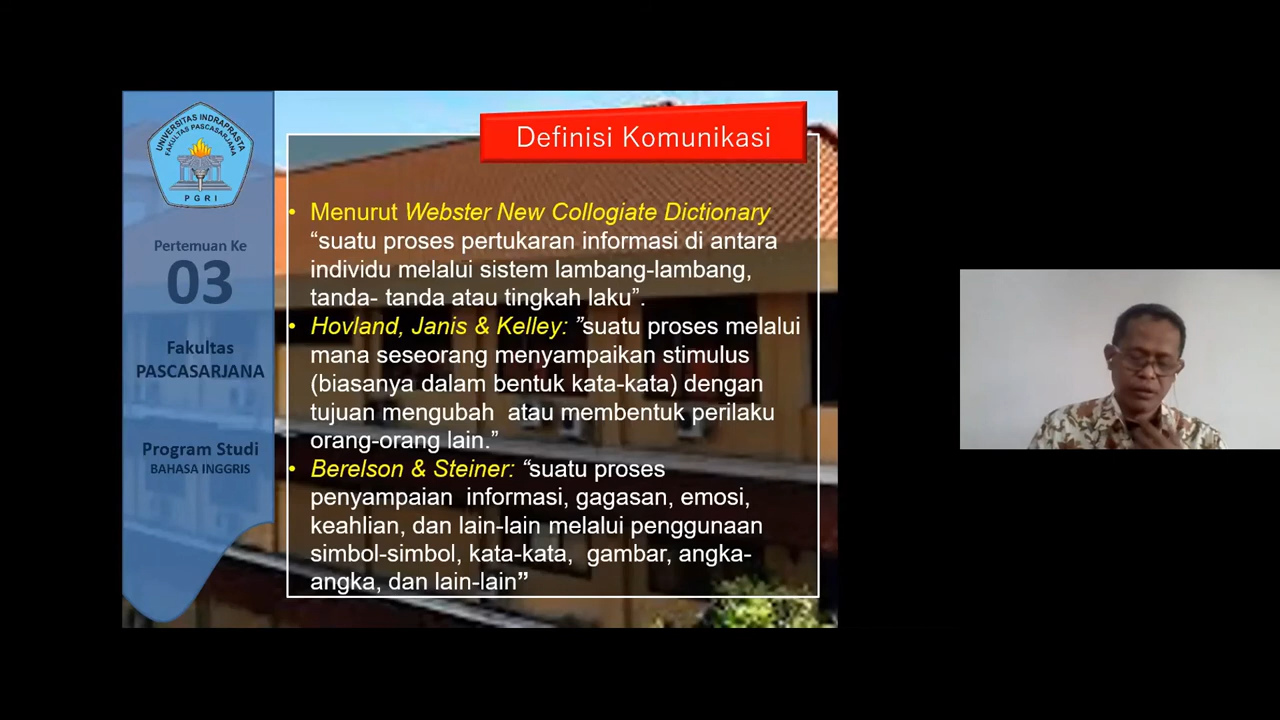 UNIVERSITAS INDRAPRASTA
FAKULTAS PASCASARJANA
PGRI
Pertemuan Ke
03
Fakultas
PASCASARJANA
Program Studi
BAHASA INGGRIS
Definisi Komunikasi
• Menurut Webster New Collogiate Dictionary
“suatu proses pertukaran informasi di antara
individu melalui sistem lambang-lambang,
tanda- tanda atau tingkah laku”.
• Hovland, Janis & Kelley: ”suatu proses melalui
mana seseorang menyampaikan stimulus
(biasanya dalam bentuk kata-kata) dengan
tujuan mengubah  atau membentuk perilaku
orang-orang lain.”
• Berelson & Steiner: “suatu proses
penyampaian  informasi, gagasan, emosi,
keahlian, dan lain-lain melalui penggunaan
simbol-simbol, kata-kata,  gambar, angka-
angka, dan lain-lain”